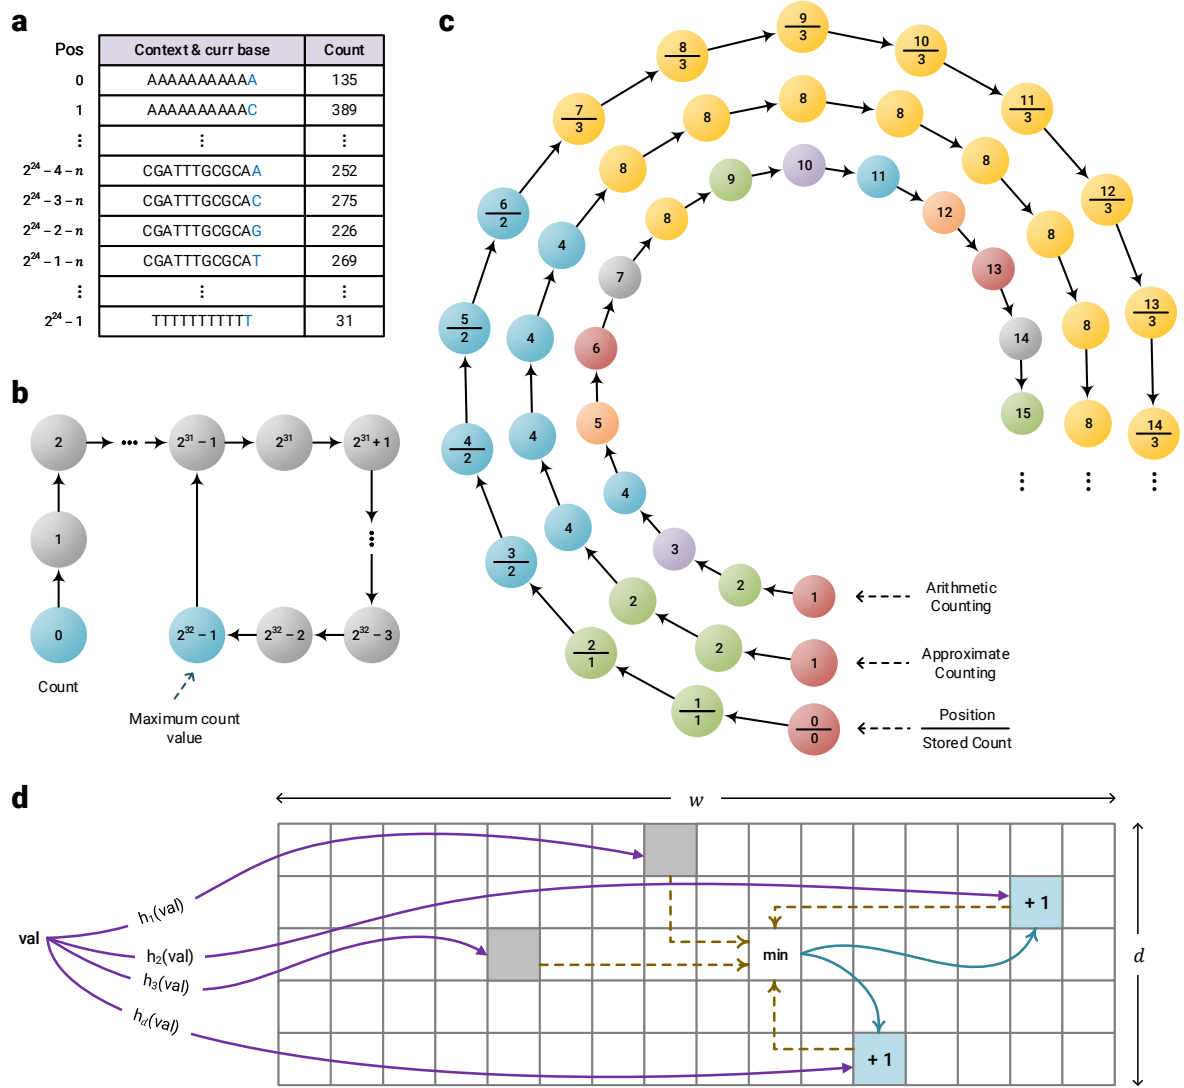 a
Pos Context & curr base Count
0 AAAAAAAAAAAA 135
1 AAAAAAAAAAAC 389
⋮ ⋮ ⋮
2²⁴ – 4 – n CGATTTGCGCAA 252
2²⁴ – 3 – n CGATTTGCGCAC 275
2²⁴ – 2 – n CGATTTGCGCAG 226
2²⁴ – 1 – n CGATTTGCGCAT 269
⋮ ⋮ ⋮
2²⁴ – 1 TTTTTTTTTTTT 31
b
2 ••• 2³¹ – 1 2³¹ 2³¹ + 1
1
0 2³² – 1 2³² – 2 2³² – 3
Count
Maximum count
value
c
1 2 3 4 5 6 7 8 9 10 11 12 13 14 15
Arithmetic
Counting
1 2 2 4 4 4 4 8 8 8 8 8 8 8 8
Approximate
Counting
0/0 1/1 2/1 3/2 4/2 5/2 6/2 7/3 8/3 9/3 10/3 11/3 12/3 13/3 14/3
Position
Stored Count
d
w
d
val
h₁(val)
h₂(val)
h₃(val)
h_d(val)
min
+ 1
+ 1